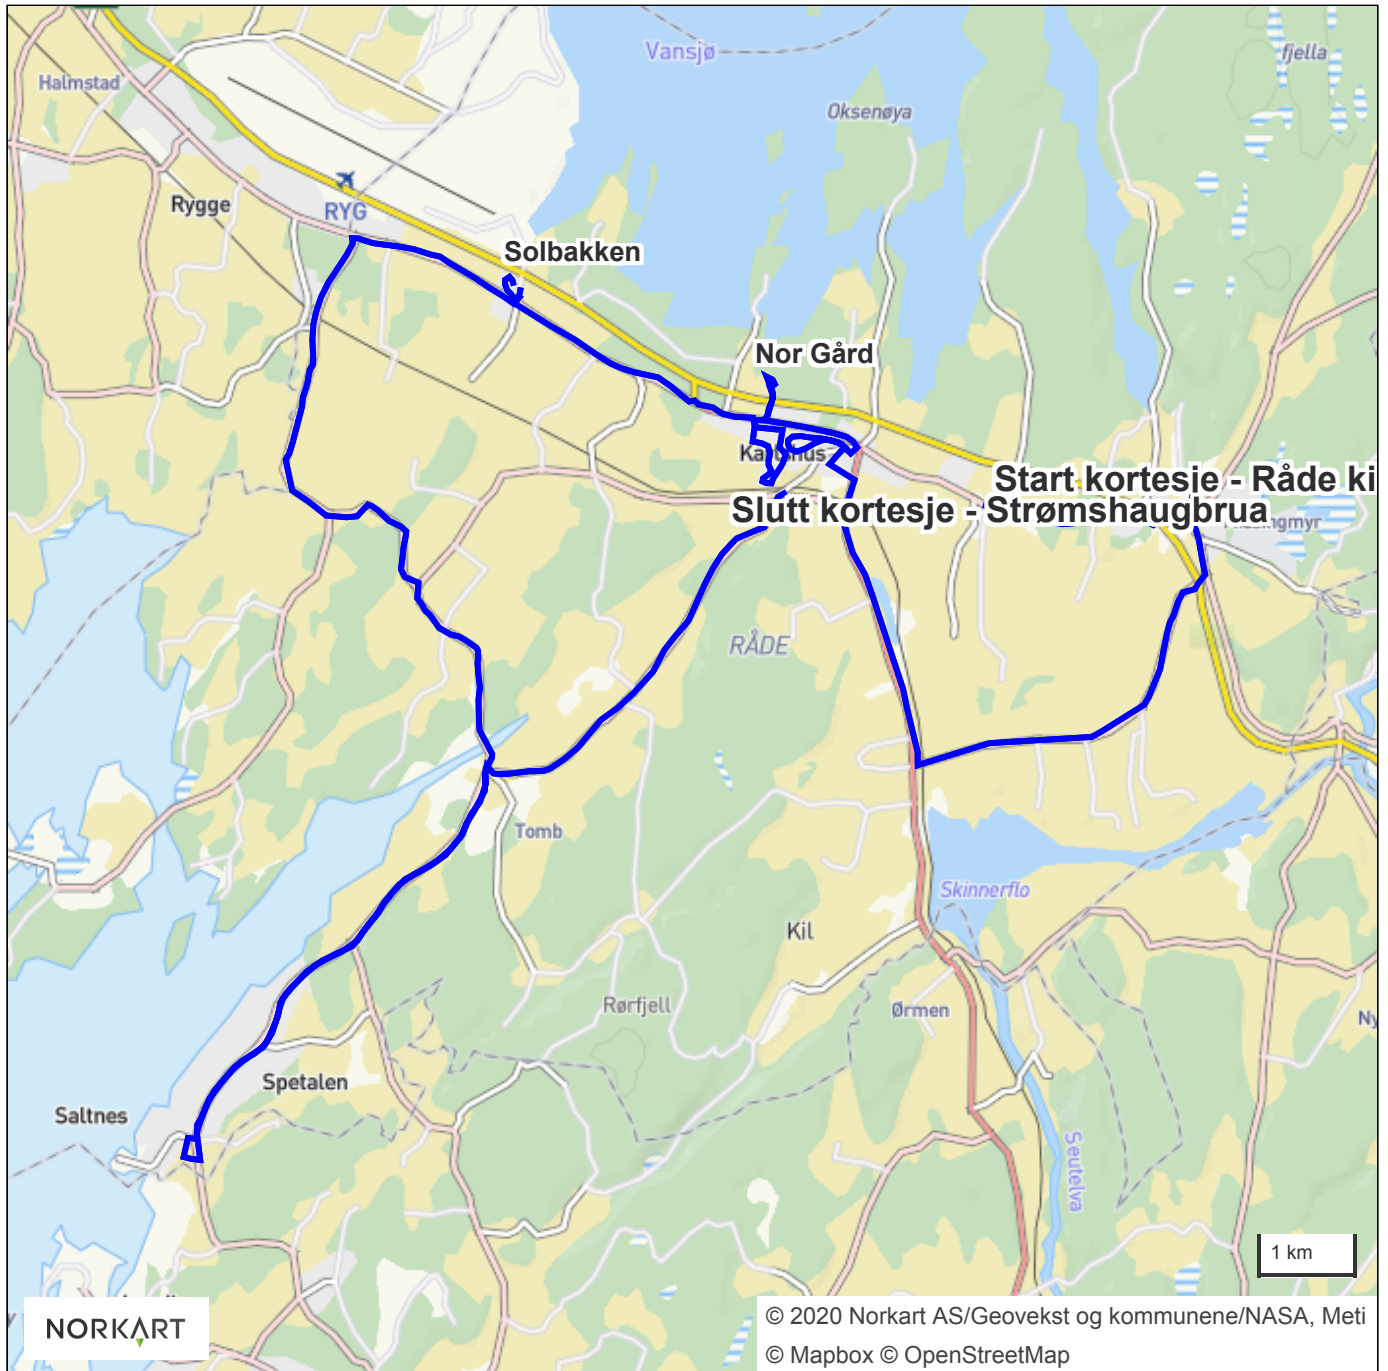 Vansjø
fjella
Halmstad
Oksenøya
Rygge
RYG
Solbakken
Nor Gård
Start kortesje - Råde ki
Slutt kortesje - Strømshaugbrua
RÅDE
Tomb
Skinnerflo
Kil
Rørfjell
Ørmen
Ny
Spetalen
Saltnes
Seutelva
1 km
NORKART
© 2020 Norkart AS/Geovekst og kommunene/NASA, Meti
© Mapbox © OpenStreetMap